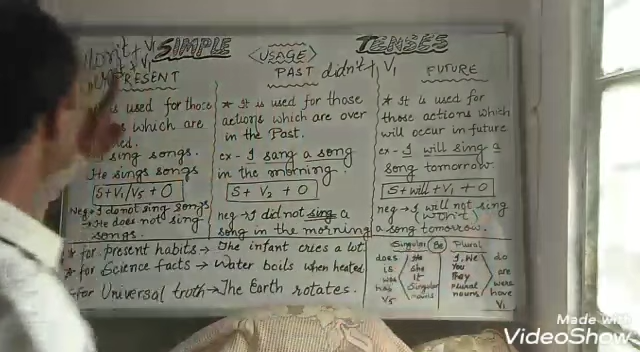 don't + V1
SIMPLE
<USAGE>
TENSES
PRESENT
PAST didn't + V1
FUTURE
is used for those
which are
sing songs.
He sings songs
S+V1/V5+O
Neg→I do not sing songs
→He does not sing
songs.
* It is used for those
actions which are over
in the Past.
ex- I sang a song
in the morning.
S+V2+O
neg→I did not sing a
song in the morning
* It is used for
those actions which
will occur in future
ex- I will sing a
song tomorrow.
S+will+V1+O
neg→I will not sing
(won't)
a song tomorrow.
* for present habits→The infant cries a lot.
* for Science facts→Water boils when heated
for Universal truth→The Earth rotates.
Singular Be Plural
does
is
was
has
V5
He
She
It
Singular
nouns
I, We
You
They
Plural
nouns
do
are
were
have
V1
Made With
VideoShow